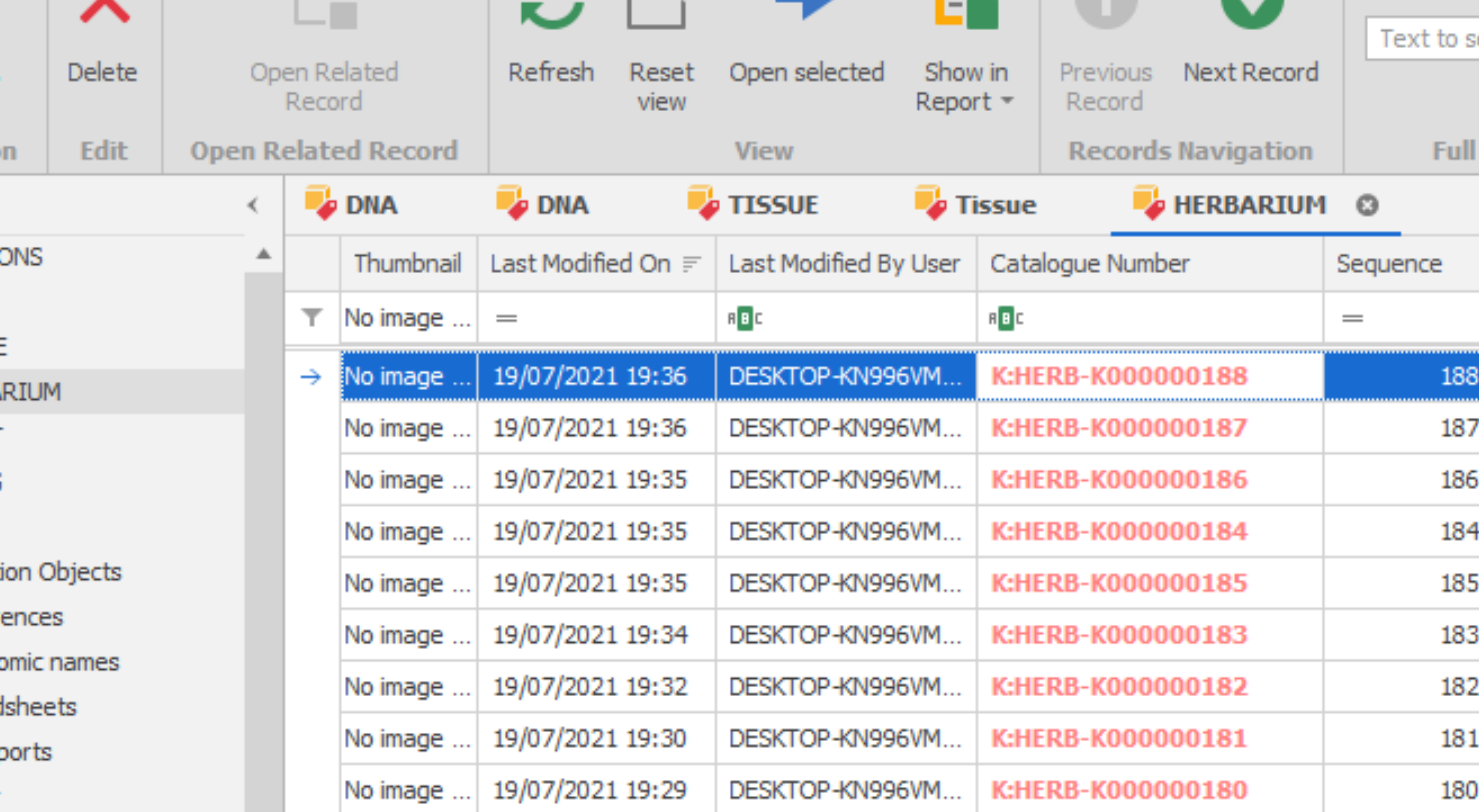 Delete
Open Related Record
Refresh
Reset view
Open selected
Show in Report
Previous Record
Next Record
Text to
Edit
Open Related Record
View
Records Navigation
Full
DNA
DNA
TISSUE
Tissue
HERBARIUM
Thumbnail Last Modified On Last Modified By User Catalogue Number Sequence
No image ... = ABC ABC =
No image ... 19/07/2021 19:36 DESKTOP-KN996VM... K:HERB-K000000188 188
No image ... 19/07/2021 19:36 DESKTOP-KN996VM... K:HERB-K000000187 187
No image ... 19/07/2021 19:35 DESKTOP-KN996VM... K:HERB-K000000186 186
No image ... 19/07/2021 19:35 DESKTOP-KN996VM... K:HERB-K000000184 184
No image ... 19/07/2021 19:35 DESKTOP-KN996VM... K:HERB-K000000185 185
No image ... 19/07/2021 19:34 DESKTOP-KN996VM... K:HERB-K000000183 183
No image ... 19/07/2021 19:32 DESKTOP-KN996VM... K:HERB-K000000182 182
No image ... 19/07/2021 19:30 DESKTOP-KN996VM... K:HERB-K000000181 181
No image ... 19/07/2021 19:29 DESKTOP-KN996VM... K:HERB-K000000180 180
ONS
ARIUM
ion Objects
ences
omic names
dsheets
ports